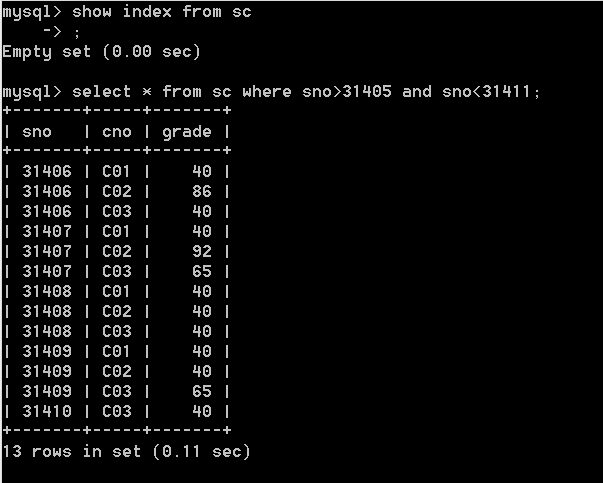 mysql> show index from sc
    -> ;
Empty set (0.00 sec)
mysql> select * from sc where sno>31405 and sno<31411;
+-------+-----+-------+
| sno   | cno | grade |
+-------+-----+-------+
| 31406 | C01 |    40 |
| 31406 | C02 |    86 |
| 31406 | C03 |    40 |
| 31407 | C01 |    40 |
| 31407 | C02 |    92 |
| 31407 | C03 |    65 |
| 31408 | C01 |    40 |
| 31408 | C02 |    40 |
| 31408 | C03 |    40 |
| 31409 | C01 |    40 |
| 31409 | C02 |    40 |
| 31409 | C03 |    65 |
| 31410 | C03 |    40 |
+-------+-----+-------+
13 rows in set (0.11 sec)